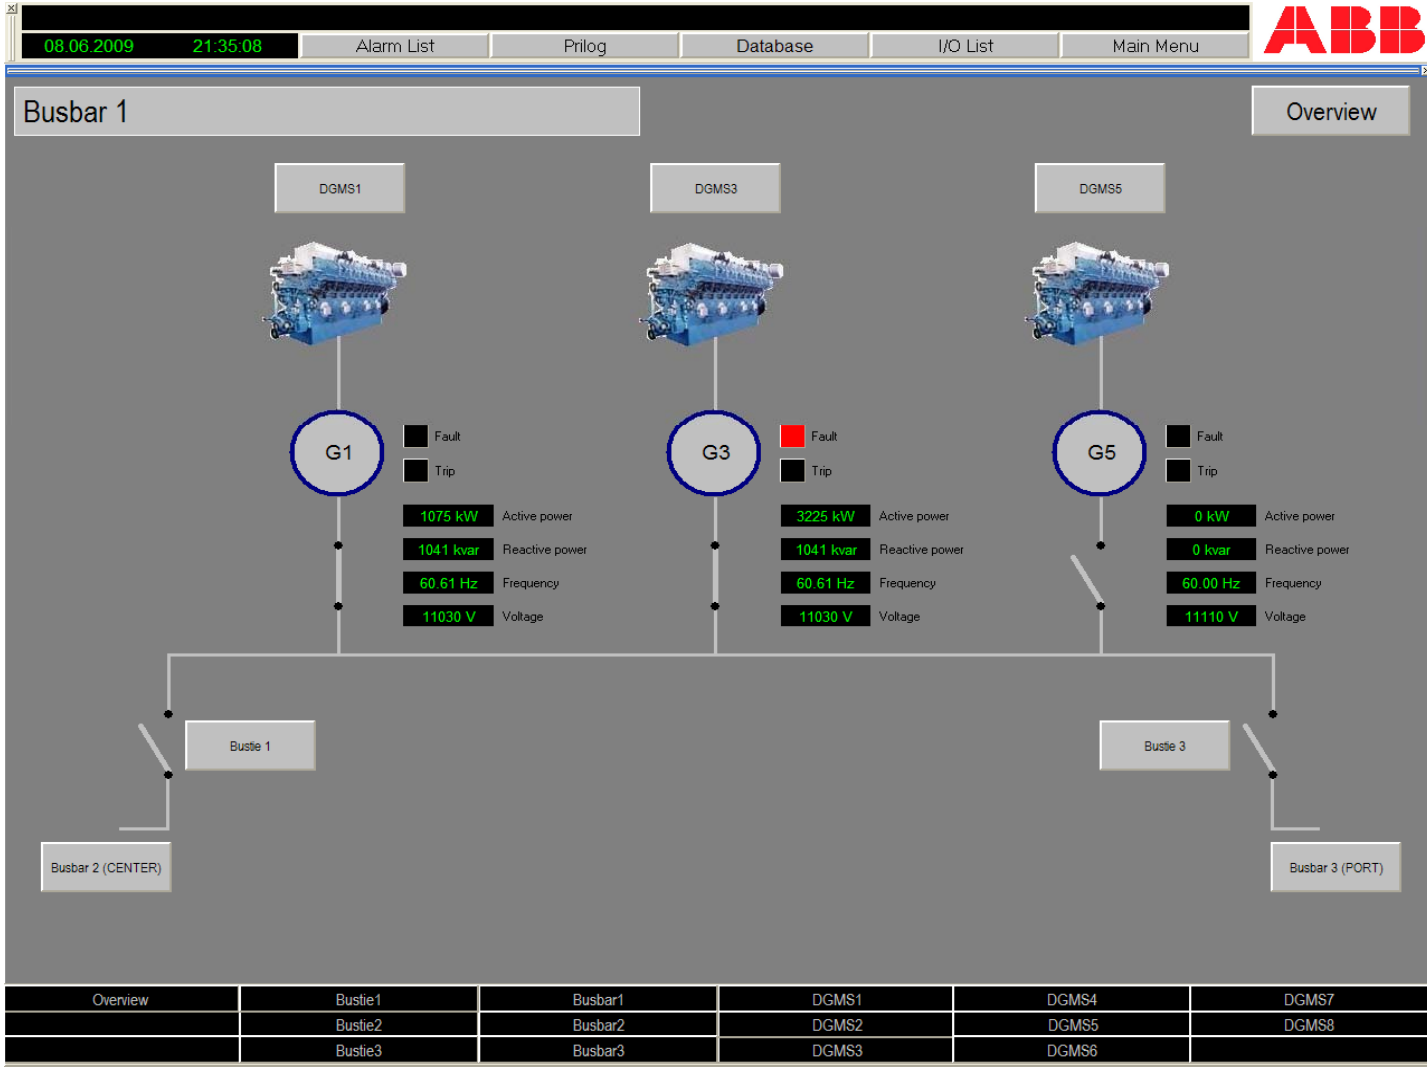 08.06.2009 21:35:08 Alarm List Prilog Database I/O List Main Menu ABB
Busbar 1 Overview
DGMS1 DGMS3 DGMS5
G1 Fault G3 Fault G5 Fault
Trip Trip Trip
1075 kW Active power 3225 kW Active power 0 kW Active power
1041 kvar Reactive power 1041 kvar Reactive power 0 kvar Reactive power
60.61 Hz Frequency 60.61 Hz Frequency 60.00 Hz Frequency
11030 V Voltage 11030 V Voltage 11110 V Voltage
Bustie 1 Bustie 3
Busbar 2 (CENTER) Busbar 3 (PORT)
Overview Bustie1 Busbar1 DGMS1 DGMS4 DGMS7
Bustie2 Busbar2 DGMS2 DGMS5 DGMS8
Bustie3 Busbar3 DGMS3 DGMS6